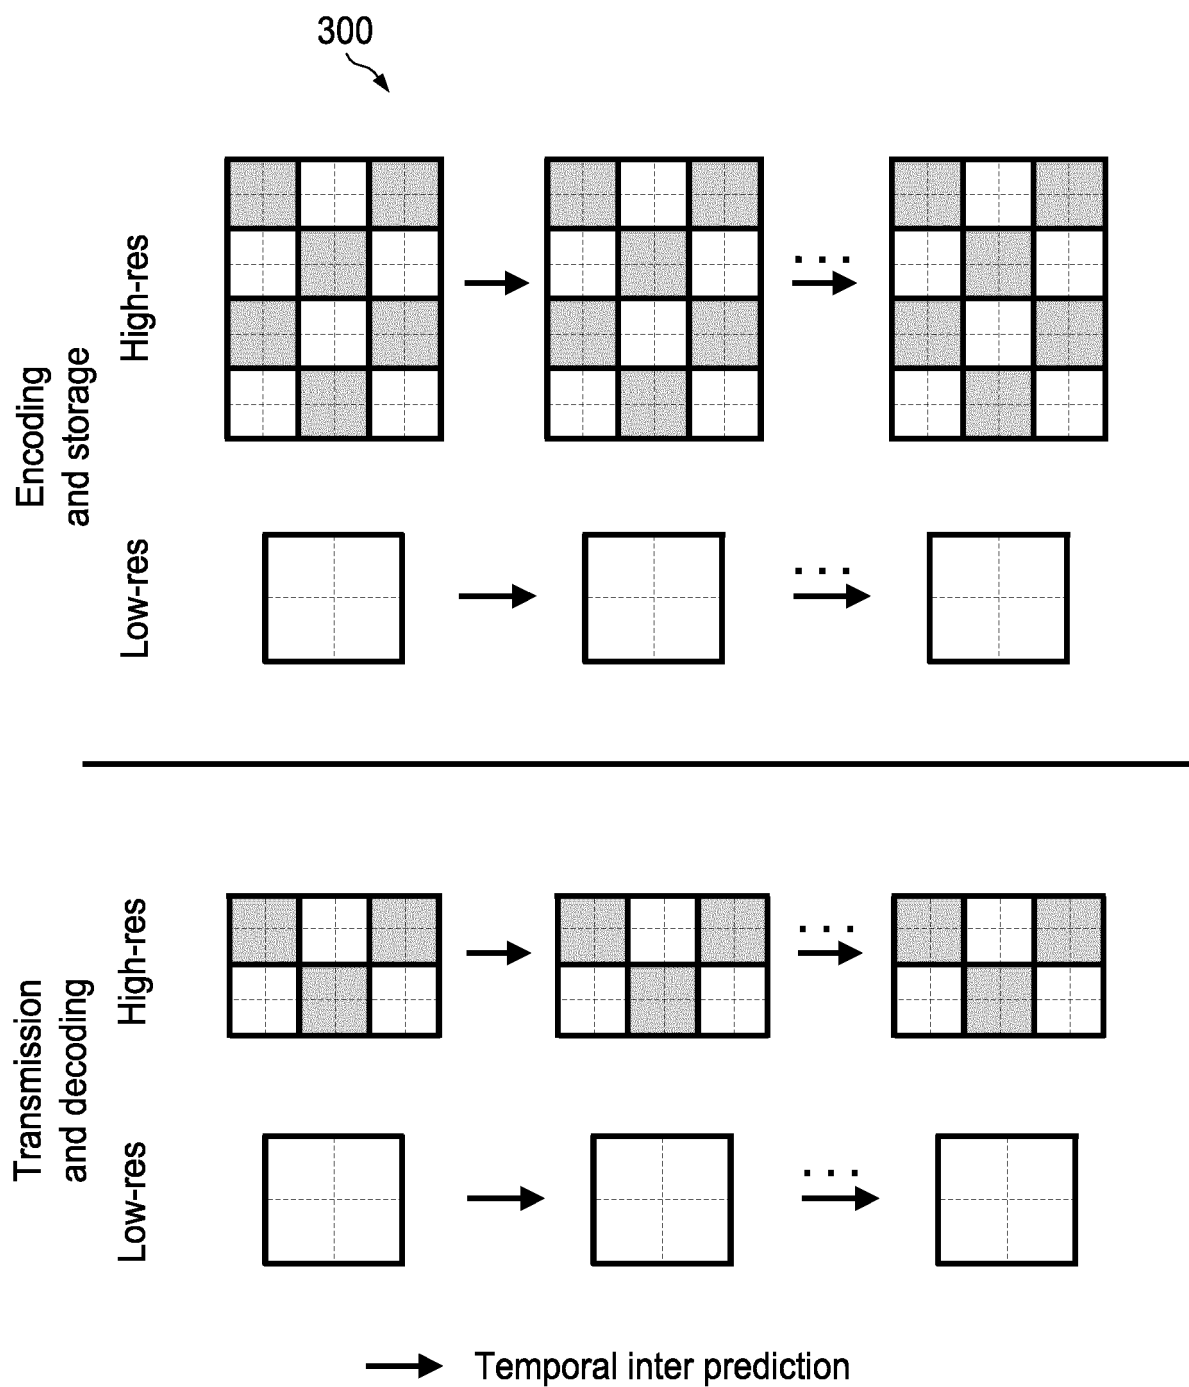 300
Encoding
and storage
High-res
. . .
Low-res
. . .
Transmission
and decoding
High-res
. . .
Low-res
. . .
Temporal inter prediction